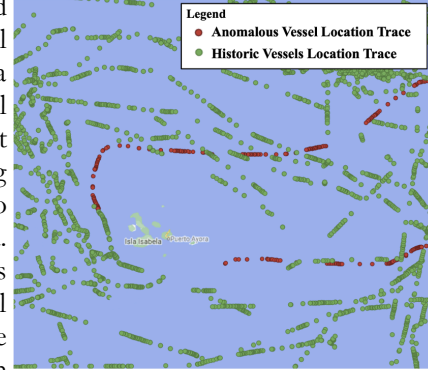 Legend
Anomalous Vessel Location Trace
Historic Vessels Location Trace
Isla Isabela
Puerto Ayora